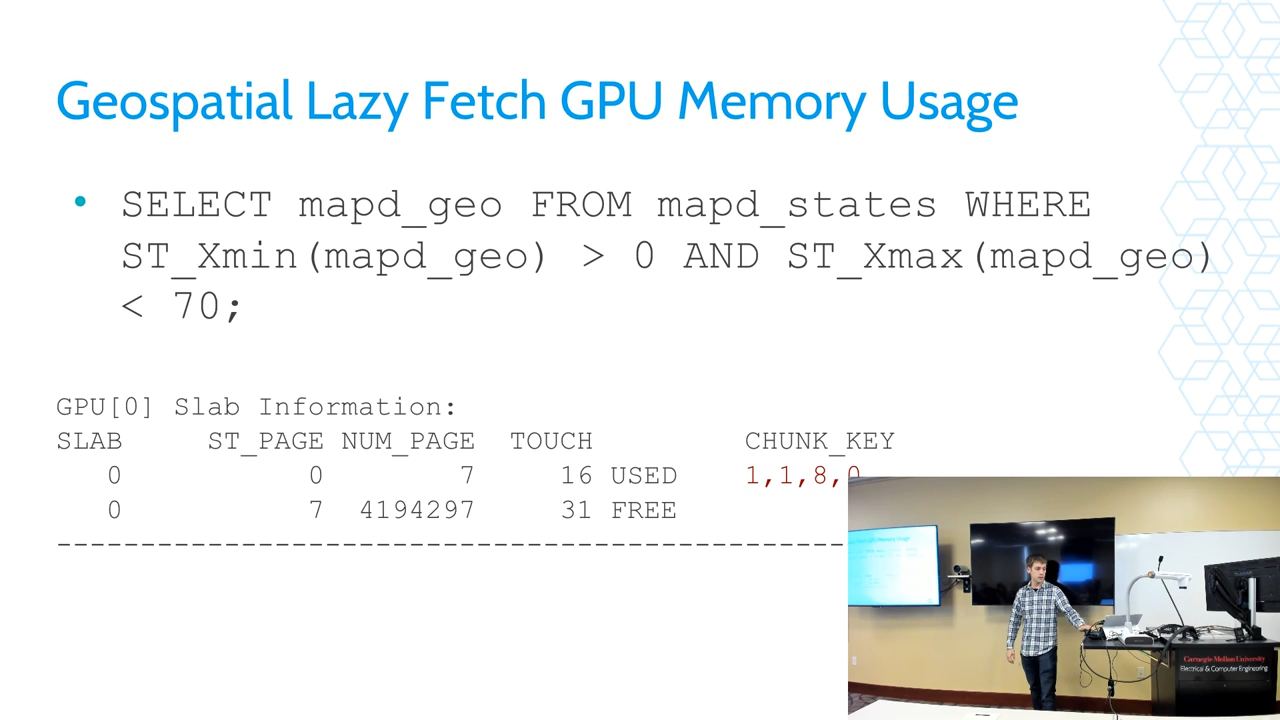 Geospatial Lazy Fetch GPU Memory Usage
• SELECT mapd_geo FROM mapd_states WHERE
ST_Xmin(mapd_geo) > 0 AND ST_Xmax(mapd_geo)
< 70;
GPU[0] Slab Information:
SLAB ST_PAGE NUM_PAGE TOUCH CHUNK_KEY
0 0 7 16 USED 1,1,8,0
0 7 4194297 31 FREE
-----------------------------------------------
Carnegie Mellon University
Electrical & Computer Engineering